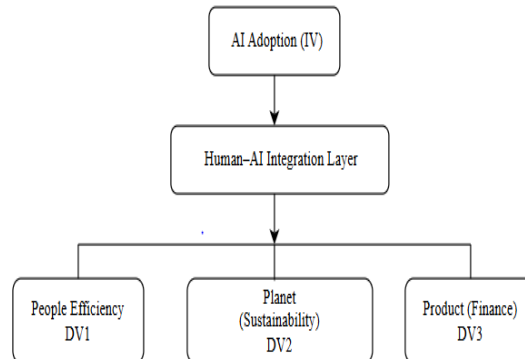 AI Adoption (IV)
Human–AI Integration Layer
People Efficiency
DV1
Planet
(Sustainability)
DV2
Product (Finance)
DV3